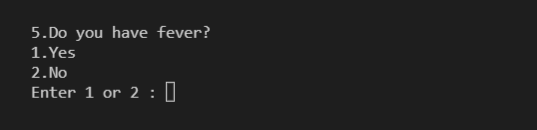 5.Do you have fever?
1.Yes
2.No
Enter 1 or 2 :